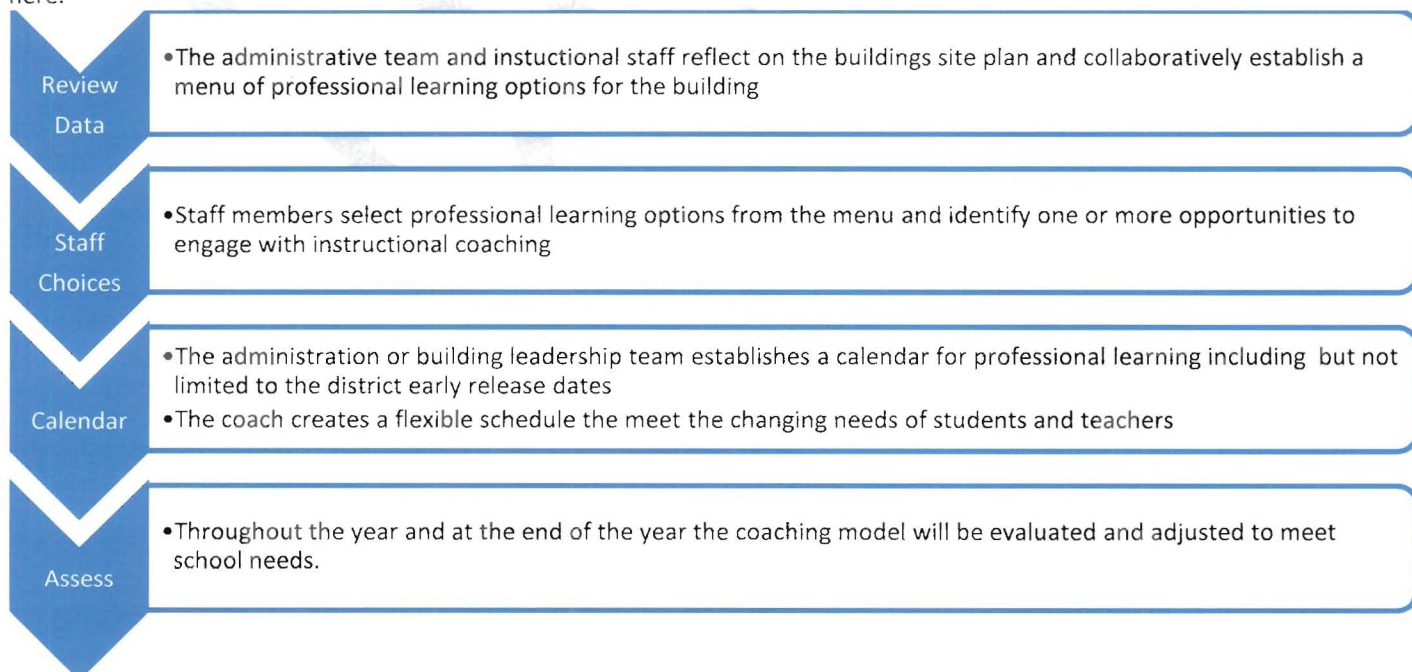 here.
Review
Data
•The administrative team and instuctional staff reflect on the buildings site plan and collaboratively establish a
menu of professional learning options for the building
Staff
Choices
•Staff members select professional learning options from the menu and identify one or more opportunities to
engage with instructional coaching
Calendar
•The administration or building leadership team establishes a calendar for professional learning including but not
limited to the district early release dates
•The coach creates a flexible schedule the meet the changing needs of students and teachers
Assess
•Throughout the year and at the end of the year the coaching model will be evaluated and adjusted to meet
school needs.